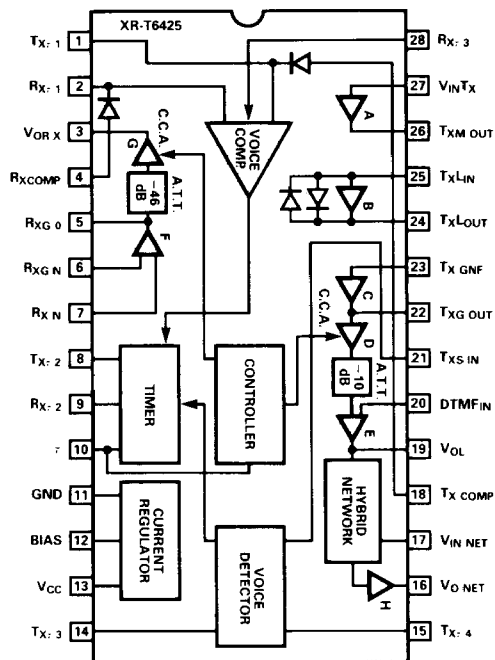 XR-T6425
Tx: 1 1
Rx: 1 2
VOR X 3
RXCOMP 4
RXG 0 5
RXG IN 6
RX IN 7
Tx: 2 8
Rx: 2 9
10
GND 11
BIAS 12
VCC 13
Tx: 3 14
28 Rx: 3
27 VINTX
26 TXM OUT
25 TXLIN
24 TXLOUT
23 TX GNF
22 TXG OUT
21 TXS IN
20 DTMFIN
19 VOL
18 TX COMP
17 VIN NET
16 VO NET
15 Tx: 4
VOICE
COMP
C.C.A.
G
A.T.T.
-46
dB
F
A
B
C
C.C.A.
D
A.T.T.
-10
dB
E
TIMER
CONTROLLER
CURRENT
REGULATOR
VOICE
DETECTOR
HYBRID
NETWORK
H